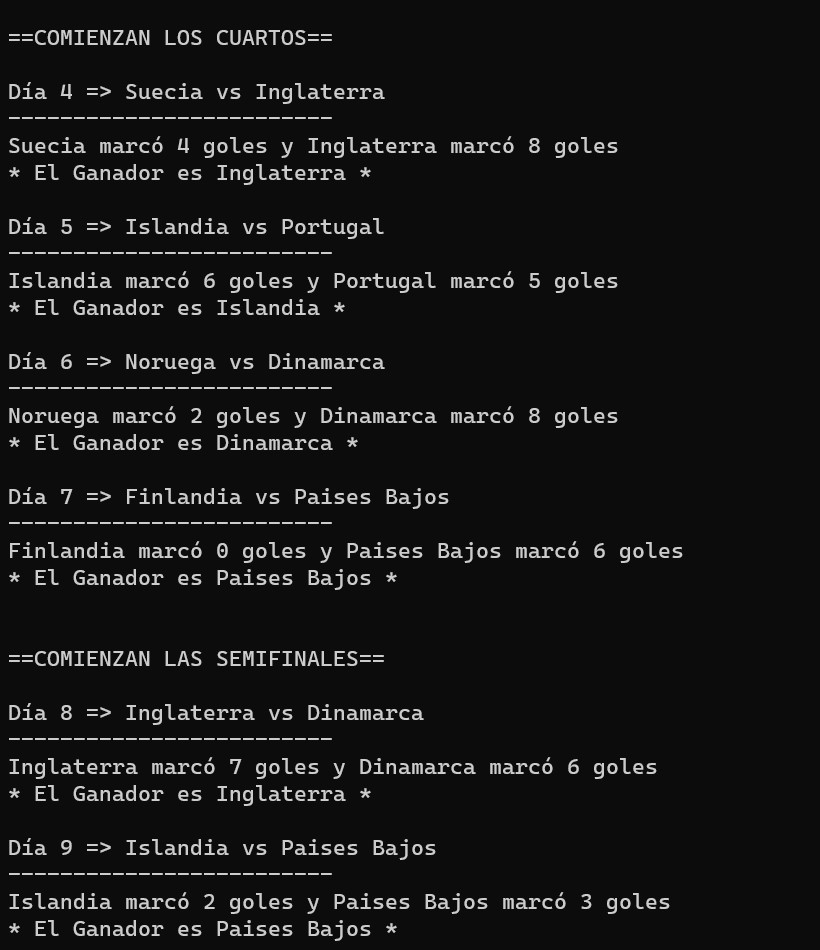 ==COMIENZAN LOS CUARTOS==
Día 4 => Suecia vs Inglaterra
-------------------------
Suecia marcó 4 goles y Inglaterra marcó 8 goles
* El Ganador es Inglaterra *
Día 5 => Islandia vs Portugal
-------------------------
Islandia marcó 6 goles y Portugal marcó 5 goles
* El Ganador es Islandia *
Día 6 => Noruega vs Dinamarca
-------------------------
Noruega marcó 2 goles y Dinamarca marcó 8 goles
* El Ganador es Dinamarca *
Día 7 => Finlandia vs Paises Bajos
-------------------------
Finlandia marcó 0 goles y Paises Bajos marcó 6 goles
* El Ganador es Paises Bajos *
==COMIENZAN LAS SEMIFINALES==
Día 8 => Inglaterra vs Dinamarca
-------------------------
Inglaterra marcó 7 goles y Dinamarca marcó 6 goles
* El Ganador es Inglaterra *
Día 9 => Islandia vs Paises Bajos
-------------------------
Islandia marcó 2 goles y Paises Bajos marcó 3 goles
* El Ganador es Paises Bajos *